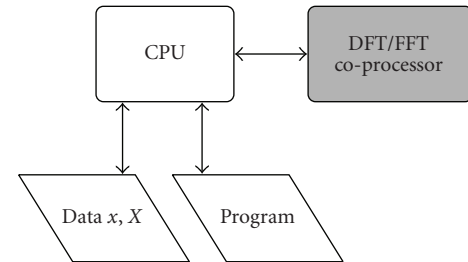 CPU
DFT/FFT
co-processor
Data x, X
Program